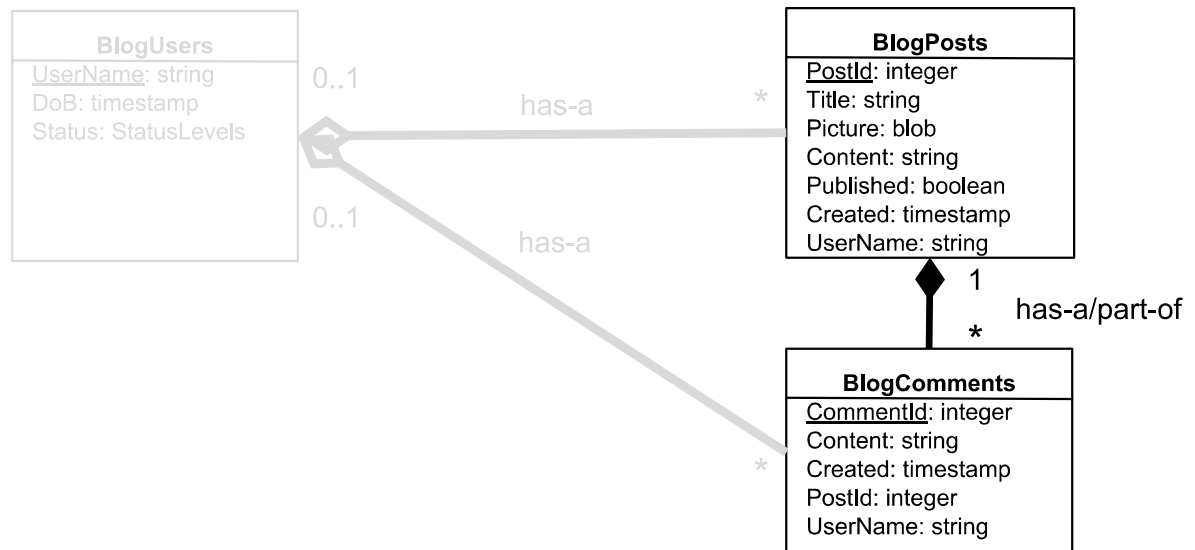 BlogUsers
UserName: string
DoB: timestamp
Status: StatusLevels
0..1
has-a
*
0..1
has-a
*
BlogPosts
PostId: integer
Title: string
Picture: blob
Content: string
Published: boolean
Created: timestamp
UserName: string
1
has-a/part-of
*
BlogComments
CommentId: integer
Content: string
Created: timestamp
PostId: integer
UserName: string